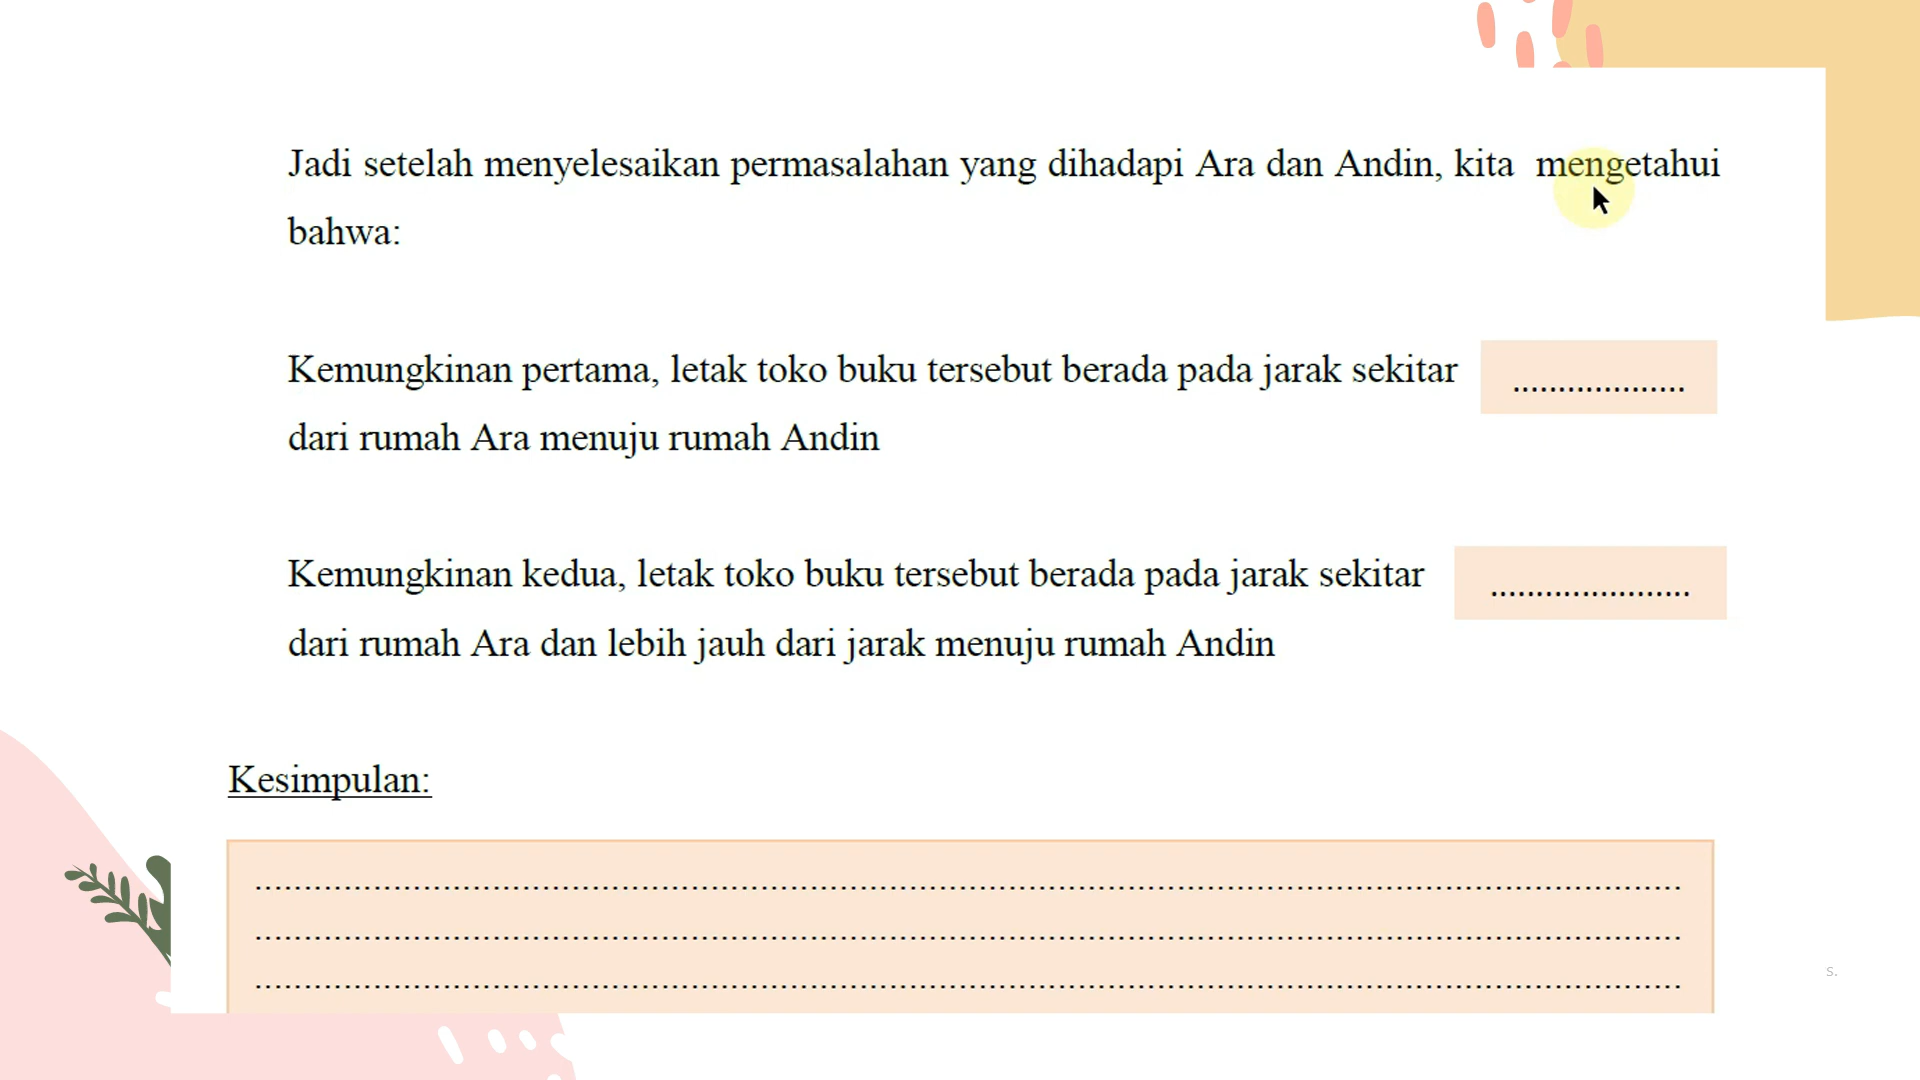 Jadi setelah menyelesaikan permasalahan yang dihadapi Ara dan Andin, kita mengetahui
bahwa:
Kemungkinan pertama, letak toko buku tersebut berada pada jarak sekitar ...................
dari rumah Ara menuju rumah Andin
Kemungkinan kedua, letak toko buku tersebut berada pada jarak sekitar ......................
dari rumah Ara dan lebih jauh dari jarak menuju rumah Andin
Kesimpulan:
s.